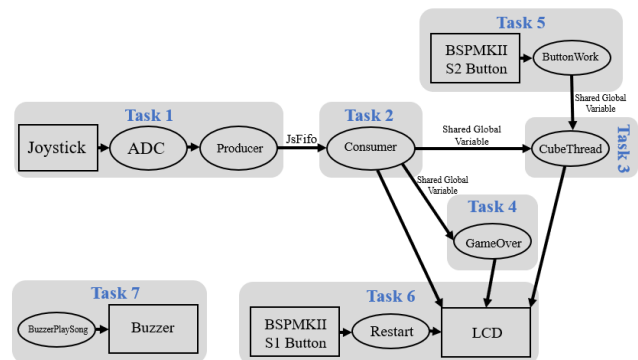 Task 5
BSPMKII
S2 Button
ButtonWork
Shared Global
Variable
Task 1
Joystick
ADC
Producer
JsFifo
Task 2
Consumer
Shared Global
Variable
CubeThread
Task 3
Shared Global
Variable
Task 4
GameOver
Task 7
BuzzerPlaySong
Buzzer
Task 6
BSPMKII
S1 Button
Restart
LCD